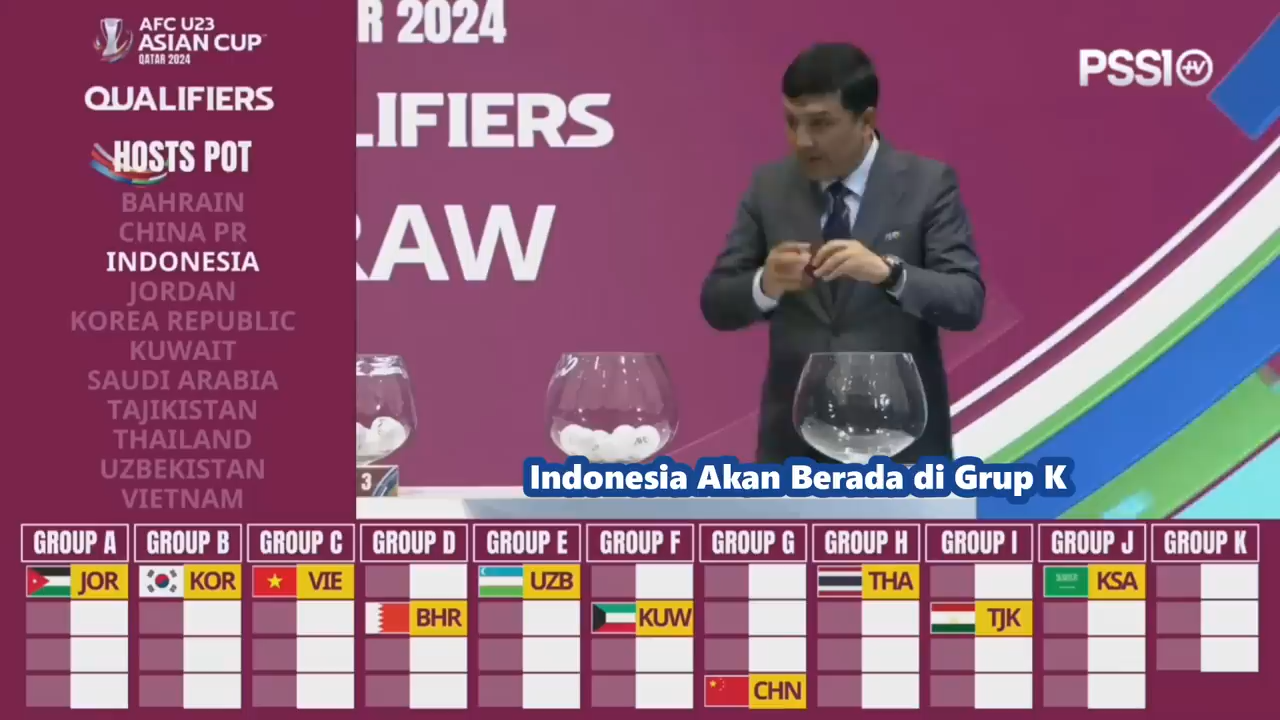 AFC U23
ASIAN CUP
QATAR 2024
QUALIFIERS
HOSTS POT
BAHRAIN
CHINA PR
INDONESIA
JORDAN
KOREA REPUBLIC
KUWAIT
SAUDI ARABIA
TAJIKISTAN
THAILAND
UZBEKISTAN
VIETNAM
R 2024
LIFIERS
RAW
PSSI TV
3
Indonesia Akan Berada di Grup K
GROUP A GROUP B GROUP C GROUP D GROUP E GROUP F GROUP G GROUP H GROUP I GROUP J GROUP K
JOR KOR VIE UZB THA KSA
BHR KUW TJK
CHN